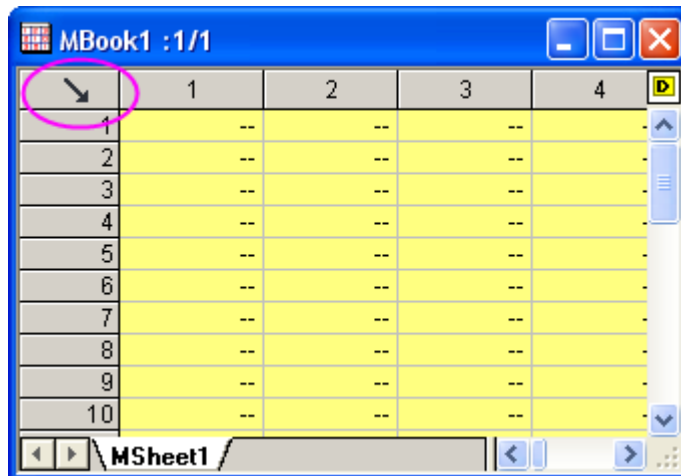 MBook1 :1/1
1 2 3 4 D
1 -- -- -- -
2 -- -- -- -
3 -- -- -- -
4 -- -- -- -
5 -- -- -- -
6 -- -- -- -
7 -- -- -- -
8 -- -- -- -
9 -- -- -- -
10 -- -- -- -
MSheet1